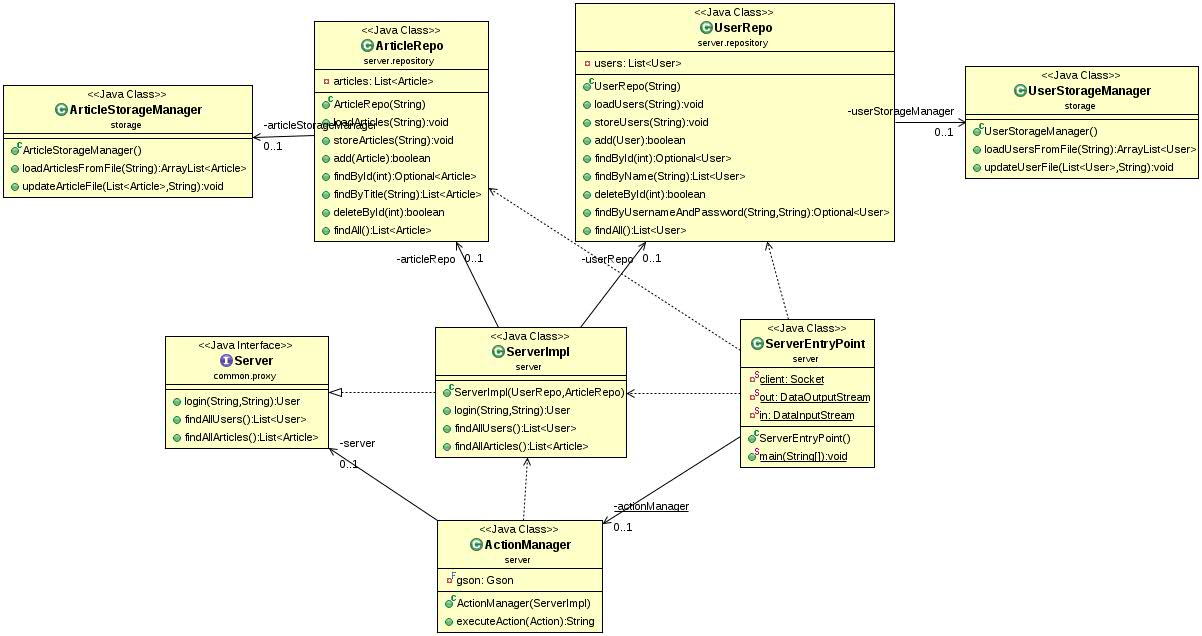 <<Java Class>>
ArticleStorageManager
storage
ArticleStorageManager()
loadArticlesFromFile(String):ArrayList<Article>
updateArticleFile(List<Article>,String):void
-articleStorageManager
0..1
<<Java Class>>
ArticleRepo
server.repository
articles: List<Article>
ArticleRepo(String)
loadArticles(String):void
storeArticles(String):void
add(Article):boolean
findById(int):Optional<Article>
findByTitle(String):List<Article>
deleteById(int):boolean
findAll():List<Article>
<<Java Class>>
UserRepo
server.repository
users: List<User>
UserRepo(String)
loadUsers(String):void
storeUsers(String):void
add(User):boolean
findById(int):Optional<User>
findByName(String):List<User>
deleteById(int):boolean
findByUsernameAndPassword(String,String):Optional<User>
findAll():List<User>
-userStorageManager
0..1
<<Java Class>>
UserStorageManager
storage
UserStorageManager()
loadUsersFromFile(String):ArrayList<User>
updateUserFile(List<User>,String):void
-articleRepo
0..1
-userRepo
0..1
<<Java Interface>>
Server
common.proxy
login(String,String):User
findAllUsers():List<User>
findAllArticles():List<Article>
<<Java Class>>
ServerImpl
server
ServerImpl(UserRepo,ArticleRepo)
login(String,String):User
findAllUsers():List<User>
findAllArticles():List<Article>
<<Java Class>>
ServerEntryPoint
server
client: Socket
out: DataOutputStream
in: DataInputStream
ServerEntryPoint()
main(String[]):void
-server
0..1
-actionManager
0..1
<<Java Class>>
ActionManager
server
gson: Gson
ActionManager(ServerImpl)
executeAction(Action):String